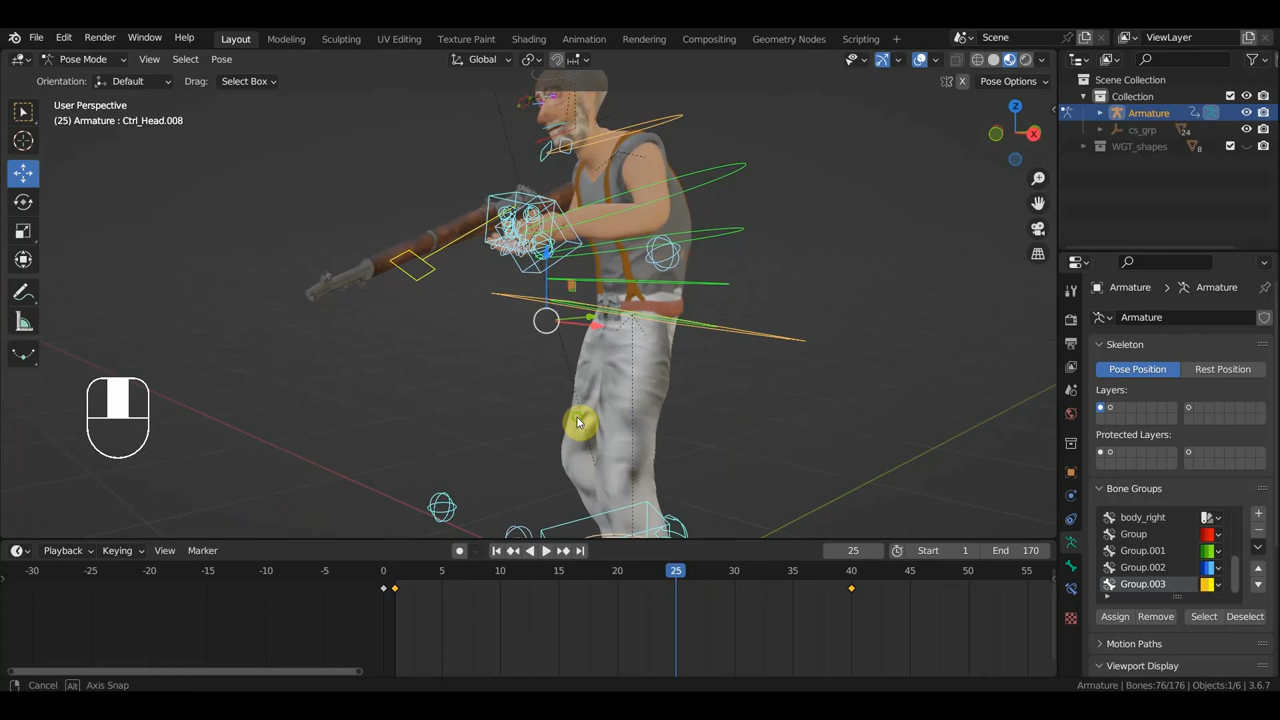 File Edit Render Window Help Layout Modeling Sculpting UV Editing Texture Paint Shading Animation Rendering Compositing Geometry Nodes Scripting + Scene ViewLayer
Pose Mode View Select Pose Global
Orientation: Default Drag: Select Box X Pose Options
User Perspective
(25) Armature : Ctrl_Head.008
Z
X
Scene Collection
Collection
Armature
cs_grp 24
WGT_shapes 8
Armature > Armature
Armature
Skeleton
Pose Position Rest Position
Layers:
Protected Layers:
Bone Groups
body_right
Group
Group.001
Group.002
Group.003
Assign Remove Select Deselect
Motion Paths
Viewport Display
Playback Keying View Marker 25 Start 1 End 170
-30 -25 -20 -15 -10 -5 0 5 10 15 20 25 30 35 40 45 50 55
Cancel Alt Axis Snap Armature | Bones:76/176 | Objects:1/6 | 3.6.7